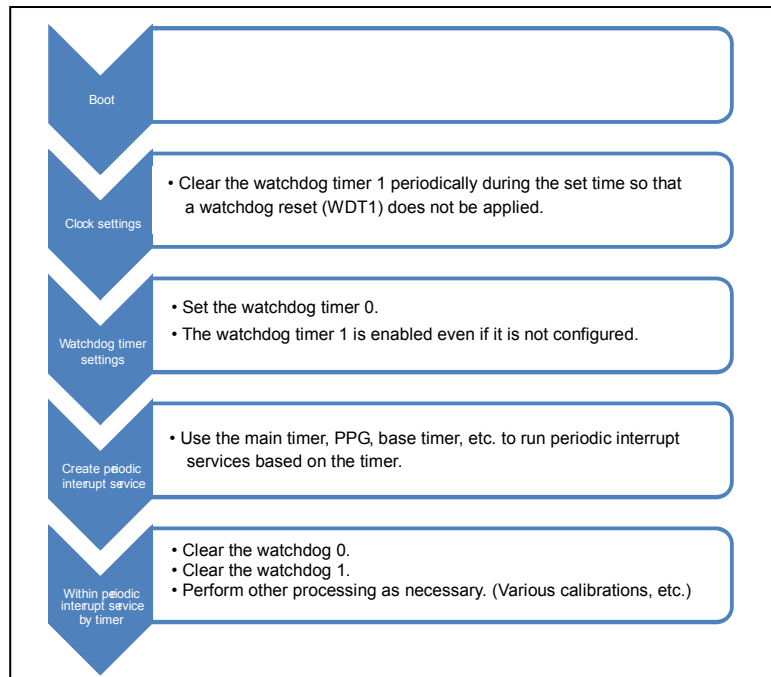 Boot
Clock settings
• Clear the watchdog timer 1 periodically during the set time so that
a watchdog reset (WDT1) does not be applied.
Watchdog timer
settings
• Set the watchdog timer 0.
• The watchdog timer 1 is enabled even if it is not configured.
Create periodic
interrupt service
• Use the main timer, PPG, base timer, etc. to run periodic interrupt
services based on the timer.
Within periodic
interrupt service
by timer
• Clear the watchdog 0.
• Clear the watchdog 1.
• Perform other processing as necessary. (Various calibrations, etc.)